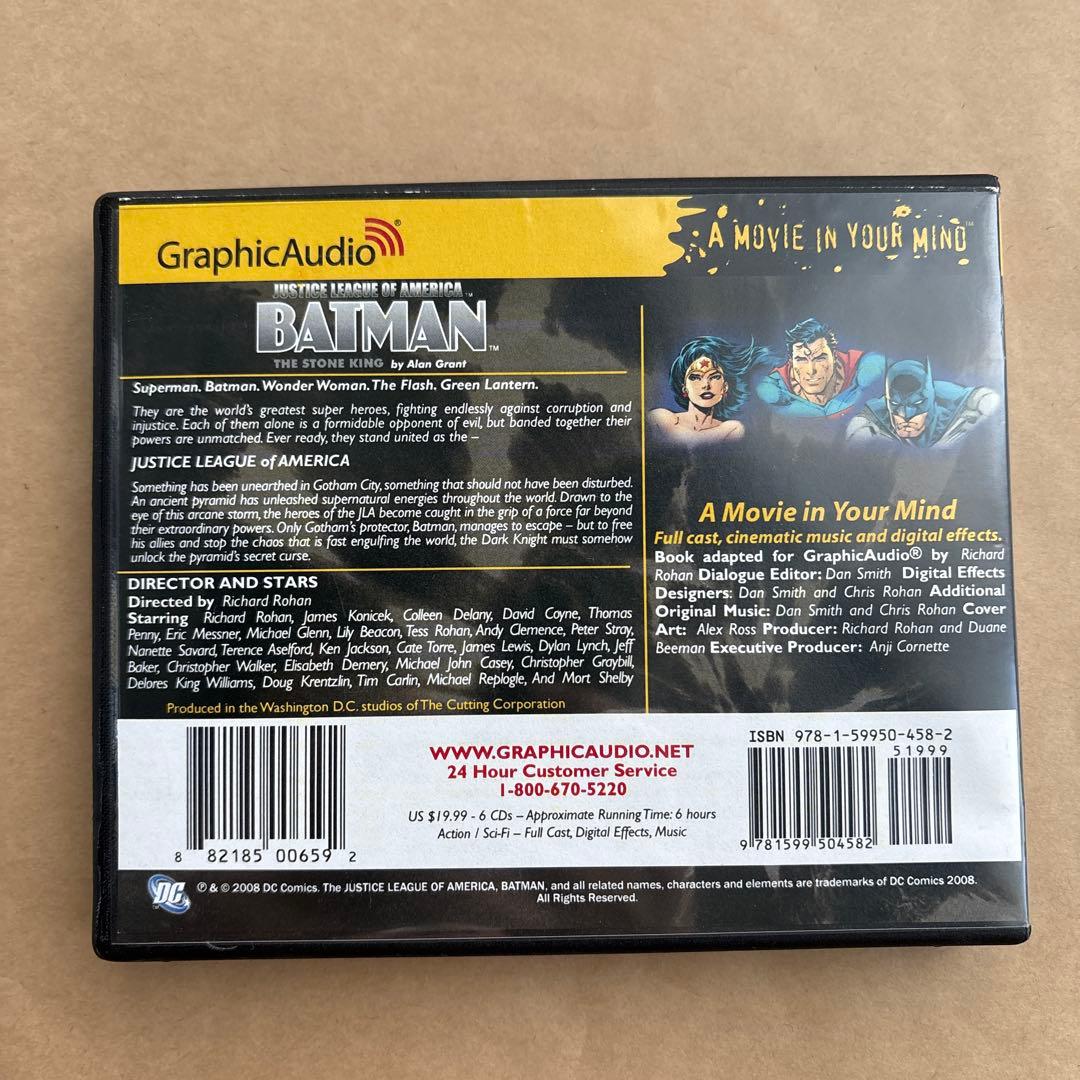 GraphicAudio®
A MOVIE IN YOUR MIND™
JUSTICE LEAGUE OF AMERICA™
BATMAN™
THE STONE KING by Alan Grant
Superman. Batman. Wonder Woman. The Flash. Green Lantern.
They are the world's greatest super heroes, fighting endlessly against corruption and
injustice. Each of them alone is a formidable opponent of evil, but banded together their
powers are unmatched. Ever ready, they stand united as the –
JUSTICE LEAGUE of AMERICA
Something has been unearthed in Gotham City, something that should not have been disturbed.
An ancient pyramid has unleashed supernatural energies throughout the world. Drawn to the
eye of this arcane storm, the heroes of the JLA become caught in the grip of a force far beyond
their extraordinary powers. Only Gotham's protector, Batman, manages to escape – but to free
his allies and stop the chaos that is fast engulfing the world, the Dark Knight must somehow
unlock the pyramid's secret curse.
DIRECTOR AND STARS
Directed by Richard Rohan
Starring Richard Rohan, James Konicek, Colleen Delany, David Coyne, Thomas
Penny, Eric Messner, Michael Glenn, Lily Beacon, Tess Rohan, Andy Clemence, Peter Stray,
Nanette Savard, Terence Aselford, Ken Jackson, Cate Torre, James Lewis, Dylan Lynch, Jeff
Baker, Christopher Walker, Elisabeth Demery, Michael John Casey, Christopher Graybill,
Delores King Williams, Doug Krentzlin, Tim Carlin, Michael Replogle, And Mort Shelby
Produced in the Washington D.C. studios of The Cutting Corporation
A Movie in Your Mind
Full cast, cinematic music and digital effects.
Book adapted for GraphicAudio® by Richard
Rohan Dialogue Editor: Dan Smith Digital Effects
Designers: Dan Smith and Chris Rohan Additional
Original Music: Dan Smith and Chris Rohan Cover
Art: Alex Ross Producer: Richard Rohan and Duane
Beeman Executive Producer: Anji Cornette
8 82185 00659 2
WWW.GRAPHICAUDIO.NET
24 Hour Customer Service
1-800-670-5220
US $19.99 - 6 CDs – Approximate Running Time: 6 hours
Action / Sci-Fi – Full Cast, Digital Effects, Music
ISBN 978-1-59950-458-2
51999
9 781599 504582
DC
℗ & © 2008 DC Comics. The JUSTICE LEAGUE OF AMERICA, BATMAN, and all related names, characters and elements are trademarks of DC Comics 2008.
All Rights Reserved.